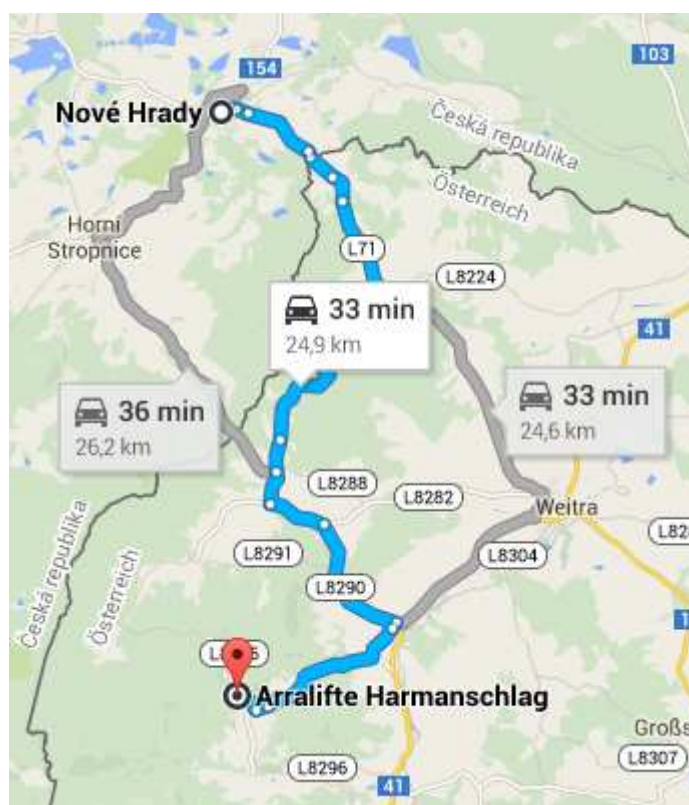 103
154
Nové Hrady
Česká republika
Österreich
Horní
Stropnice
L71
L8224
33 min
24,9 km
41
36 min
26,2 km
33 min
24,6 km
L8288
L8282
Weitra
L8291
L8304
L8290
Česká republika
Österreich
Arralifte Harmanschlag
L8296
41
L8307